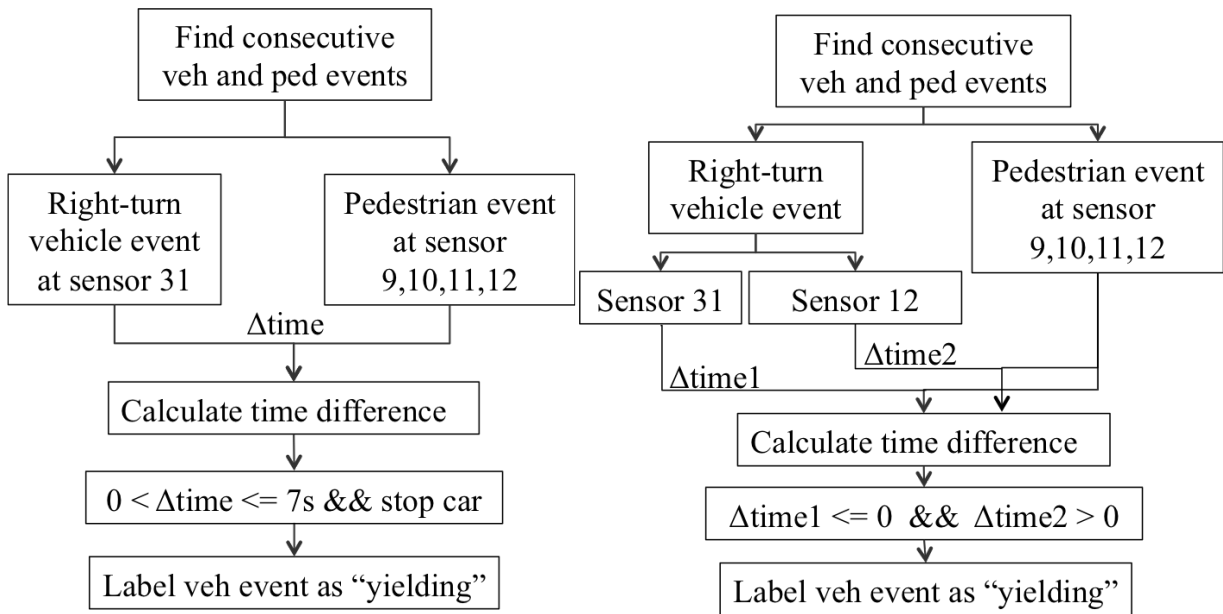 Find consecutive
veh and ped events
Right-turn
vehicle event
at sensor 31
Pedestrian event
at sensor
9,10,11,12
Δtime
Calculate time difference
0 < Δtime <= 7s && stop car
Label veh event as “yielding”
Find consecutive
veh and ped events
Right-turn
vehicle event
Pedestrian event
at sensor
9,10,11,12
Sensor 31
Sensor 12
Δtime2
Δtime1
Calculate time difference
Δtime1 <= 0 && Δtime2 > 0
Label veh event as “yielding”